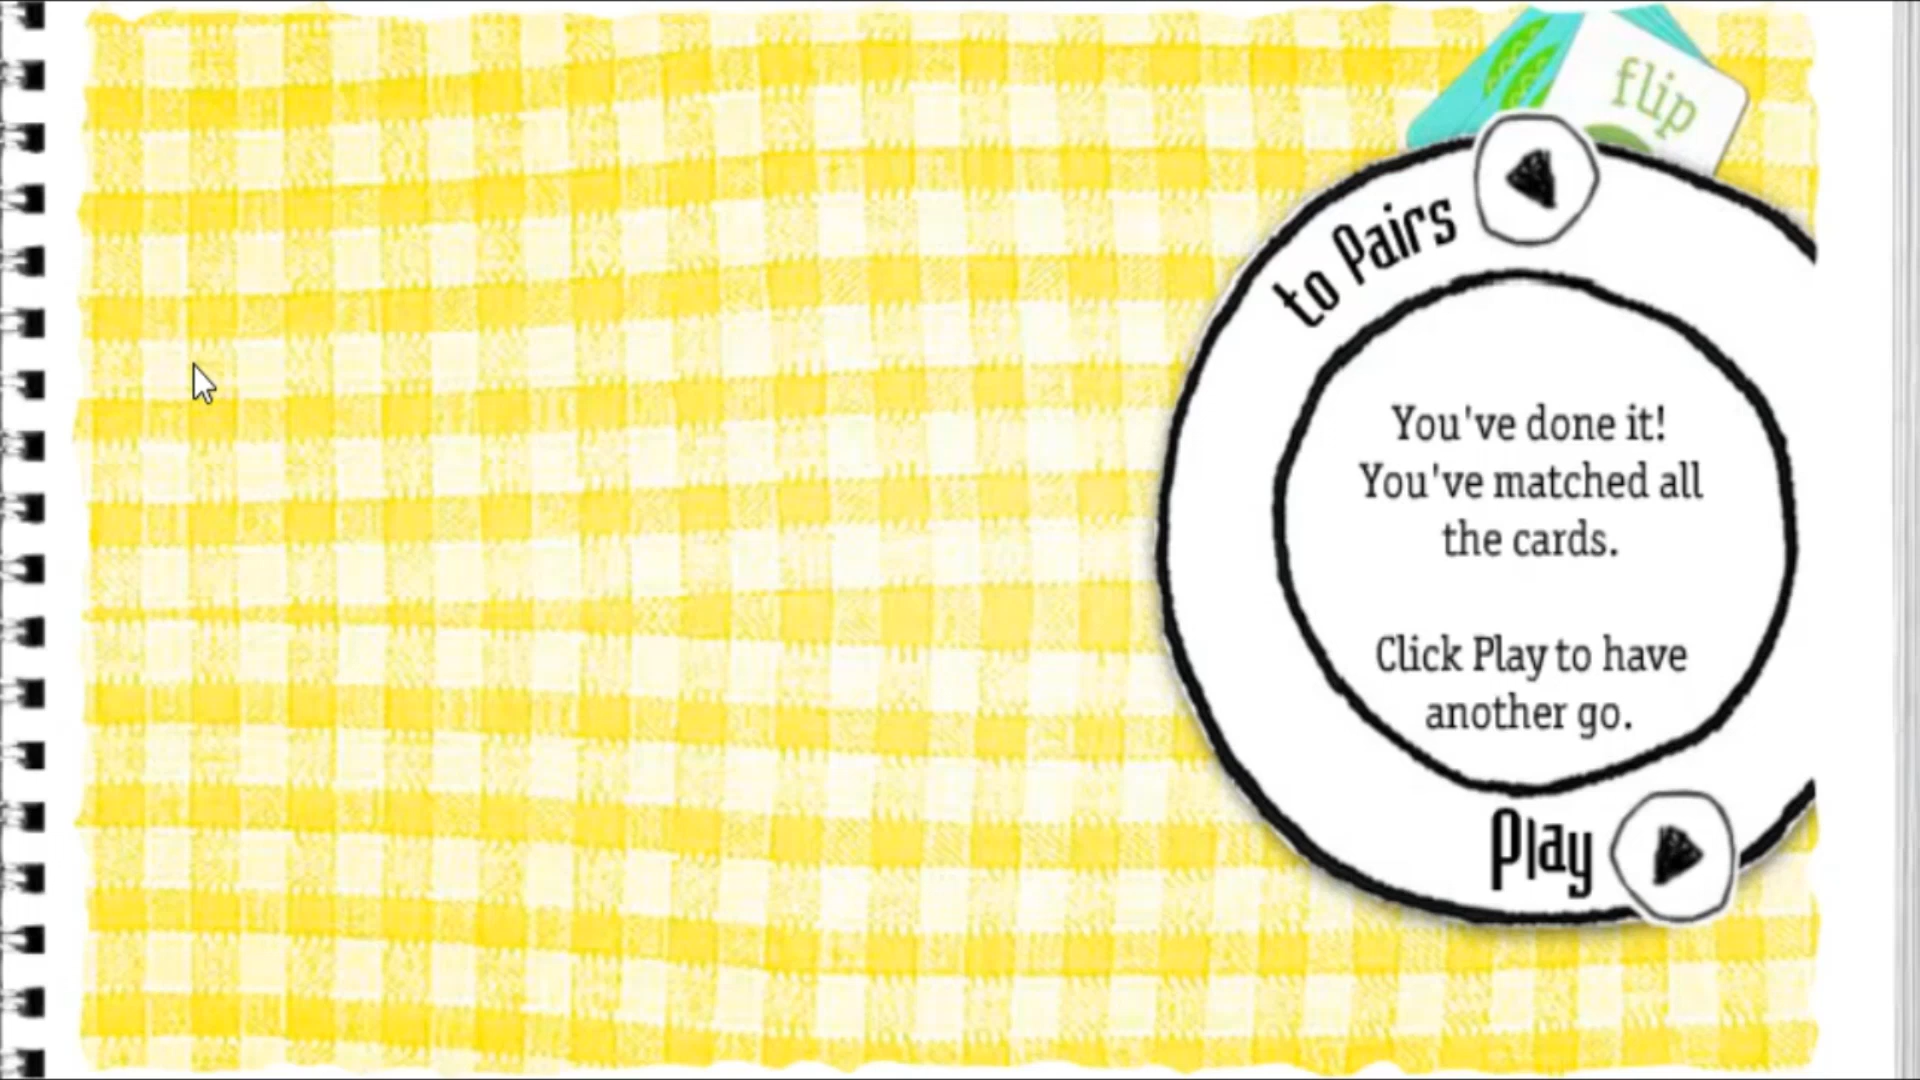 flip
to Pairs
You've done it!
You've matched all
the cards.
Click Play to have
another go.
Play